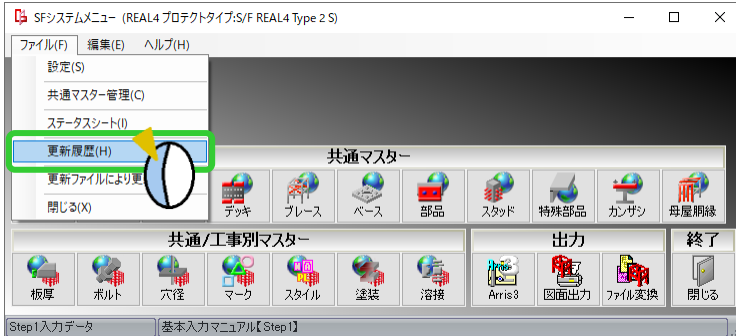 SFシステムメニュー (REAL4 プロテクトタイプ:S/F REAL4 Type 2 S)
ファイル(F) 編集(E) ヘルプ(H)
設定(S)
共通マスター管理(C)
ステータスシート(I)
更新履歴(H)
更新ファイルにより更
閉じる(X)
共通マスター
デッキ ブレース ベース 部品 スタッド 特殊部品 カンザシ 母屋胴縁
共通/工事別マスター 出力 終了
板厚 ボルト 穴径 マーク スタイル 塗装 溶接 Arris3 図面出力 ファイル変換 閉じる
Step1入力データ 基本入力マニュアル【Step1】